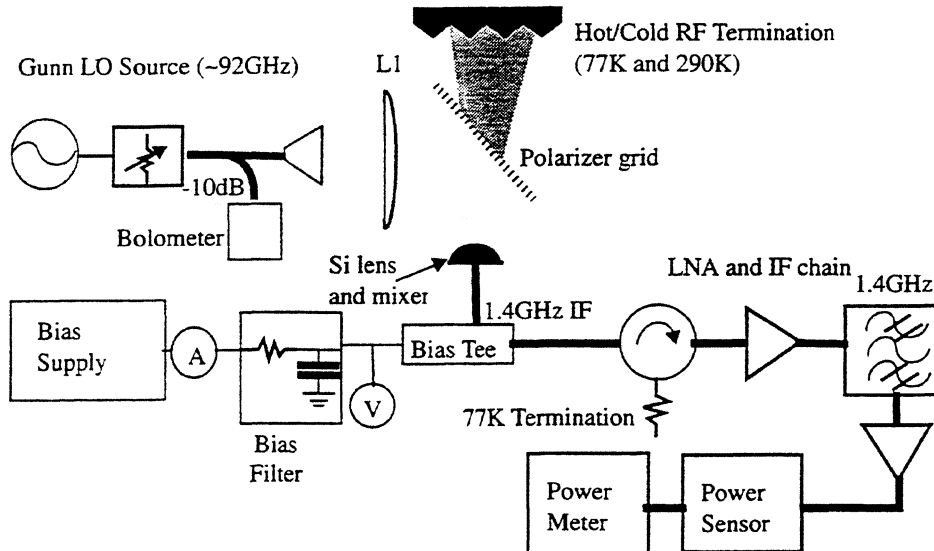 Hot/Cold RF Termination
(77K and 290K)
Gunn LO Source (~92GHz)
L1
Polarizer grid
-10dB
Bolometer
Si lens
and mixer
LNA and IF chain
1.4GHz
1.4GHz IF
Bias
Supply
A
Bias Tee
V
77K Termination
Bias
Filter
Power
Meter
Power
Sensor